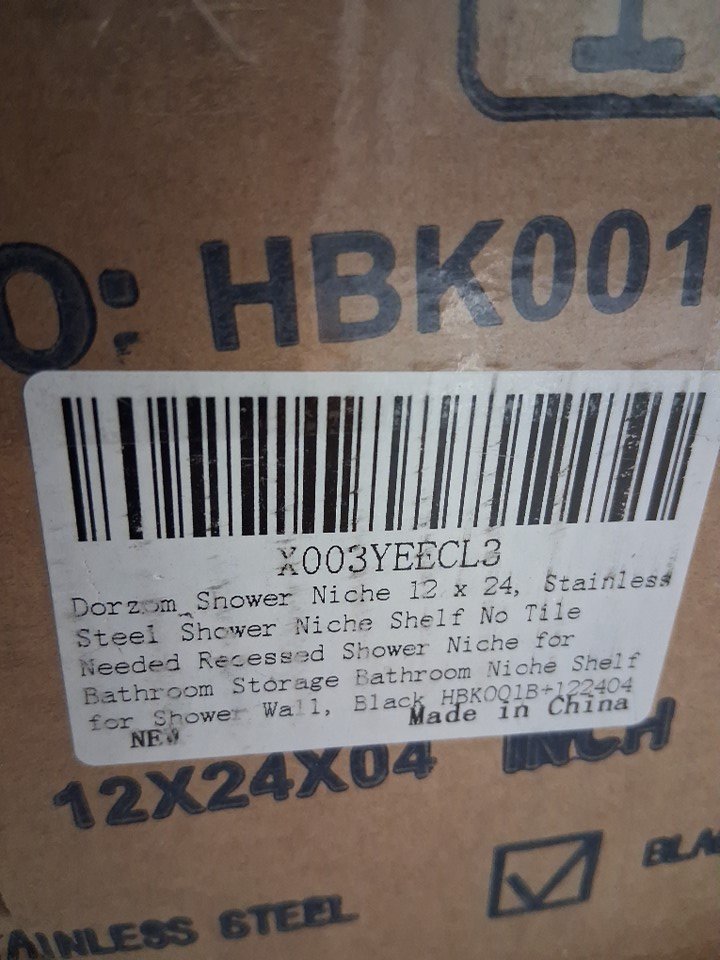 O: HBK001
X003YEECL3
Dorzom Shower Niche 12 x 24, Stainless
Steel Shower Niche Shelf No Tile
Needed Recessed Shower Niche for
Bathroom Storage Bathroom Niche Shelf
for Shower Wall, Black HBK001B+122404
NEW
Made in China
12X24X04 INCH
AINLESS STEEL
BLA